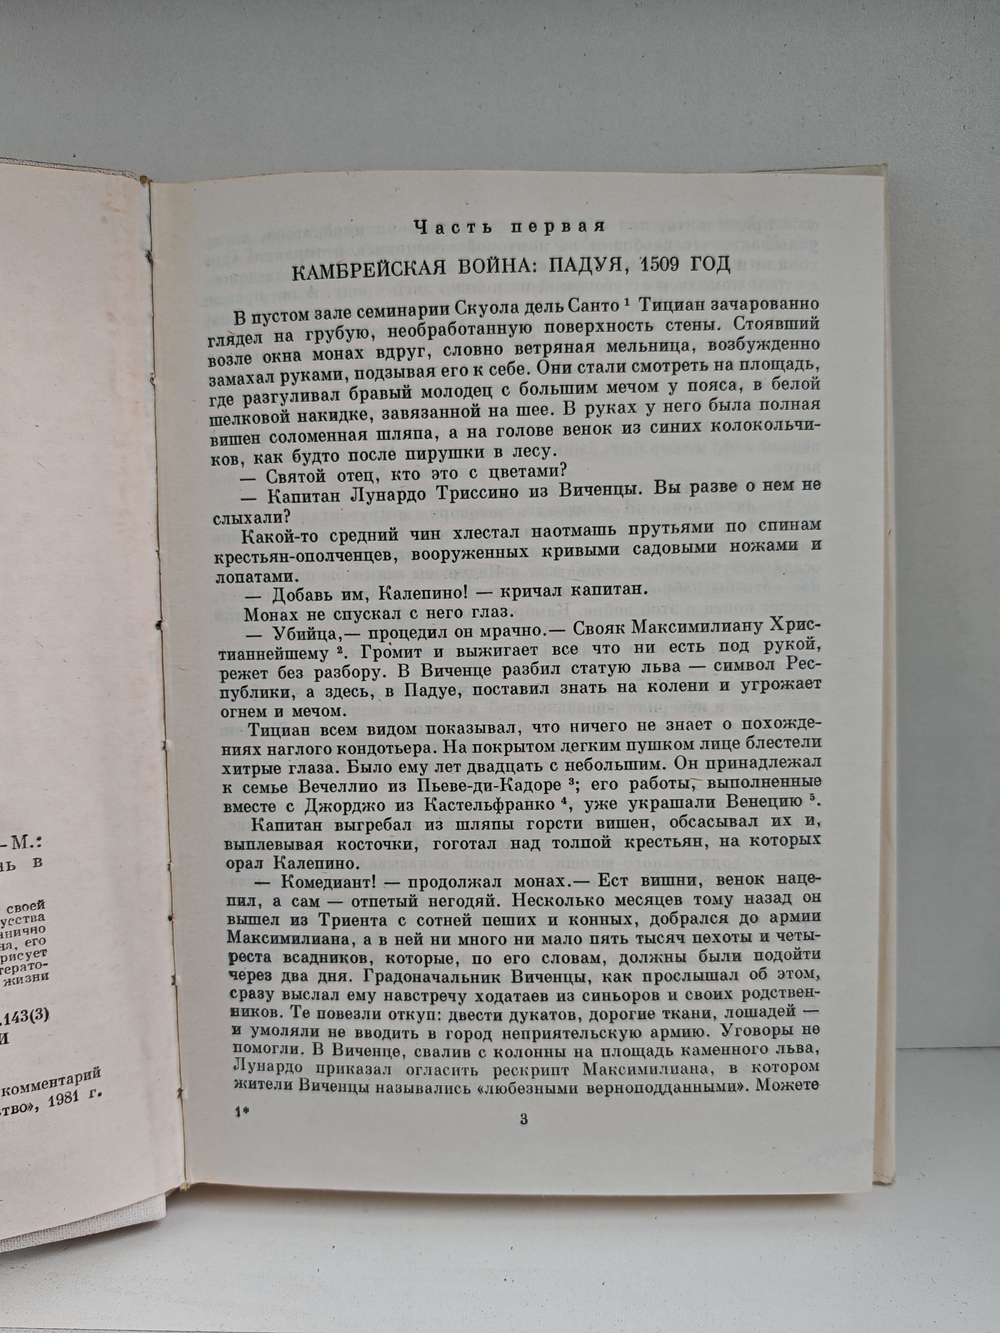 – М.:
нь в
своей
усства
анично
на, его
рисует
терато-
жизни
.143(3)
И
комментарий
ство», 1981 г.
Часть первая
КАМБРЕЙСКАЯ ВОЙНА: ПАДУЯ, 1509 ГОД
В пустом зале семинарии Скуола дель Санто ¹ Тициан зачарованно
глядел на грубую, необработанную поверхность стены. Стоявший
возле окна монах вдруг, словно ветряная мельница, возбужденно
замахал руками, подзывая его к себе. Они стали смотреть на площадь,
где разгуливал бравый молодец с большим мечом у пояса, в белой
шелковой накидке, завязанной на шее. В руках у него была полная
вишен соломенная шляпа, а на голове венок из синих колокольчи-
ков, как будто после пирушки в лесу.
— Святой отец, кто это с цветами?
— Капитан Лунардо Триссино из Виченцы. Вы разве о нем не
слыхали?
Какой-то средний чин хлестал наотмашь прутьями по спинам
крестьян-ополченцев, вооруженных кривыми садовыми ножами и
лопатами.
— Добавь им, Калепино! — кричал капитан.
Монах не спускал с него глаз.
— Убийца,— процедил он мрачно.— Свояк Максимилиану Хрис-
тианнейшему ². Громит и выжигает все что ни есть под рукой,
режет без разбору. В Виченце разбил статую льва — символ Рес-
публики, а здесь, в Падуе, поставил знать на колени и угрожает
огнем и мечом.
Тициан всем видом показывал, что ничего не знает о похожде-
ниях наглого кондотьера. На покрытом легким пушком лице блестели
хитрые глаза. Было ему лет двадцать с небольшим. Он принадлежал
к семье Вечеллио из Пьеве-ди-Кадоре ³; его работы, выполненные
вместе с Джорджо из Кастельфранко ⁴, уже украшали Венецию ⁵.
Капитан выгребал из шляпы горсти вишен, обсасывал их и,
выплевывая косточки, гоготал над толпой крестьян, на которых
орал Калепино.
— Комедиант! — продолжал монах.— Ест вишни, венок наце-
пил, а сам — отпетый негодяй. Несколько месяцев тому назад он
вышел из Триента с сотней пеших и конных, добрался до армии
Максимилиана, а в ней ни много ни мало пять тысяч пехоты и четы-
реста всадников, которые, по его словам, должны были подойти
через два дня. Градоначальник Виченцы, как прослышал об этом,
сразу выслал ему навстречу ходатаев из синьоров и своих родствен-
ников. Те повезли откуп: двести дукатов, дорогие ткани, лошадей —
и умоляли не вводить в город неприятельскую армию. Уговоры не
помогли. В Виченце, свалив с колонны на площадь каменного льва,
Лунардо приказал огласить рескрипт Максимилиана, в котором
жители Виченцы назывались «любезными верноподданными». Можете
1*
3